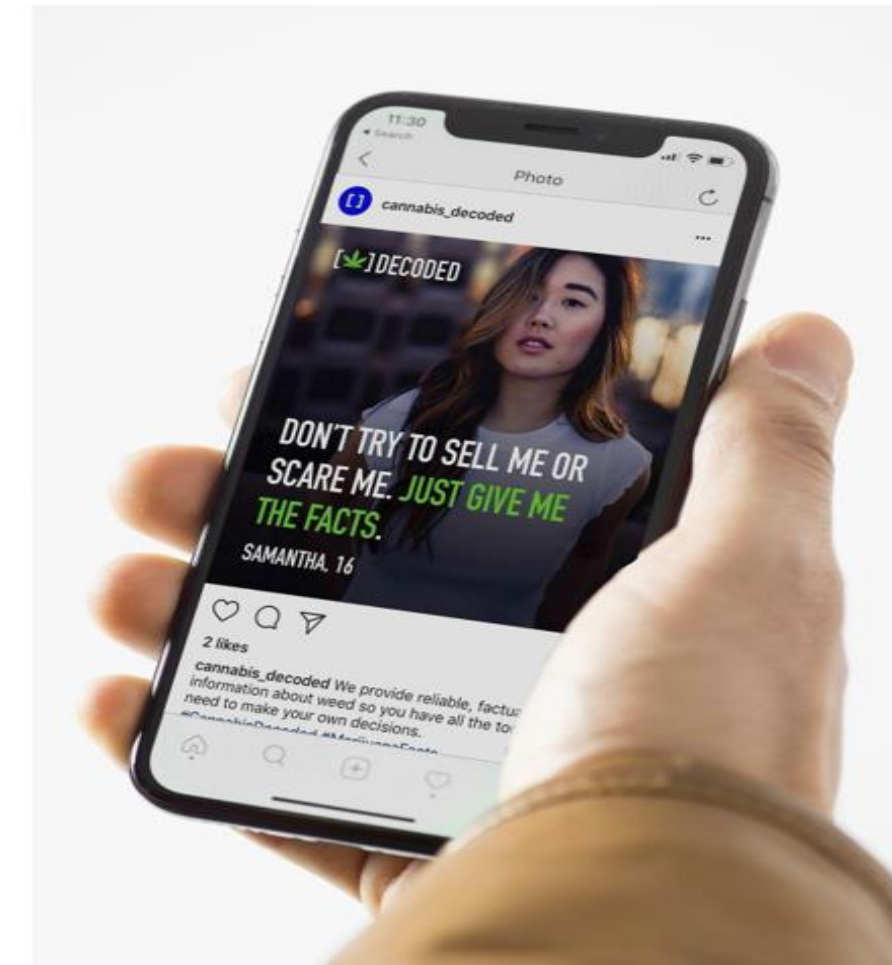 11:30
Search
Photo
[ ] cannabis_decoded
[ ] DECODED
DON'T TRY TO SELL ME OR
SCARE ME. JUST GIVE ME
THE FACTS.
SAMANTHA, 16
2 likes
cannabis_decoded We provide reliable,
information about weed so you have all the
need to make your own decisions.